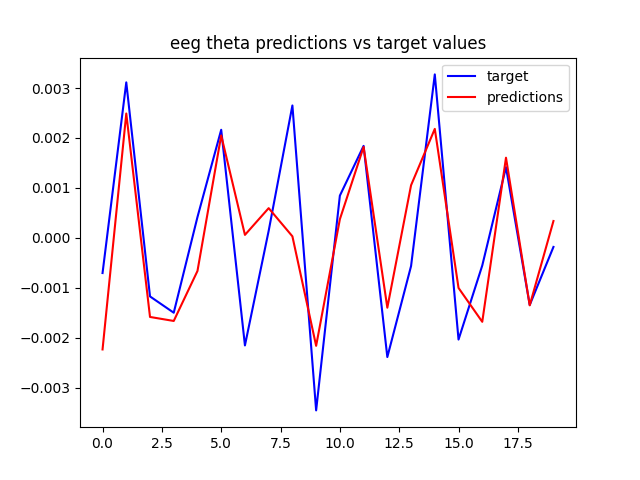 eeg theta predictions vs target values
target
predictions
0.003
0.002
0.001
0.000
−0.001
−0.002
−0.003
0.0 2.5 5.0 7.5 10.0 12.5 15.0 17.5